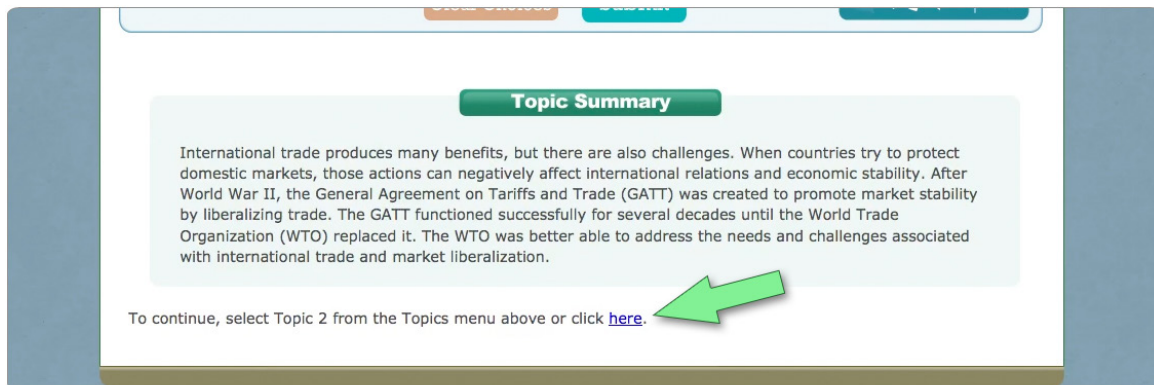 Topic Summary
International trade produces many benefits, but there are also challenges. When countries try to protect
domestic markets, those actions can negatively affect international relations and economic stability. After
World War II, the General Agreement on Tariffs and Trade (GATT) was created to promote market stability
by liberalizing trade. The GATT functioned successfully for several decades until the World Trade
Organization (WTO) replaced it. The WTO was better able to address the needs and challenges associated
with international trade and market liberalization.
To continue, select Topic 2 from the Topics menu above or click here.